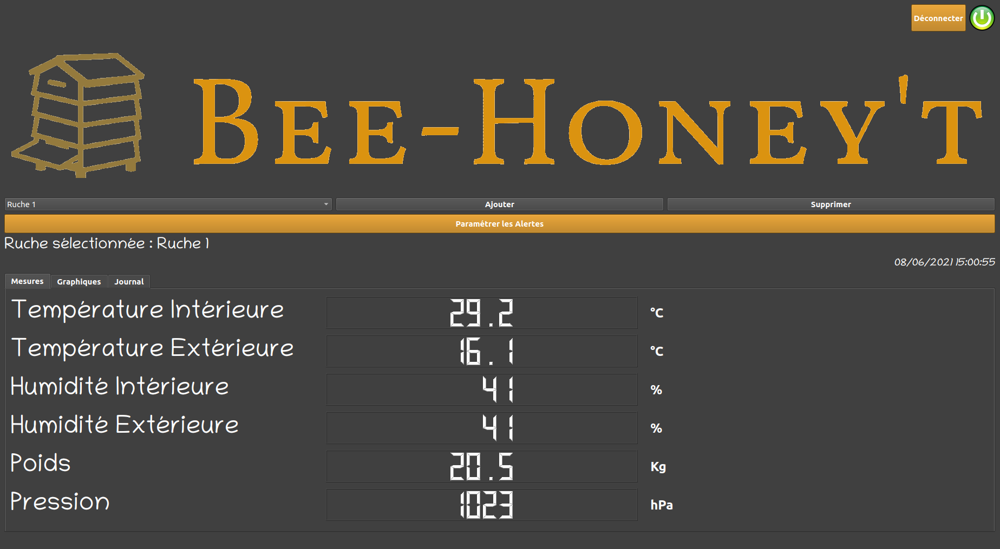 Déconnecter
BEE-HONEY'T
Ruche 1 Ajouter Supprimer
Paramétrer les Alertes
Ruche sélectionnée : Ruche 1
08/06/2021 15:00:55
Mesures Graphiques Journal
Température Intérieure 29.2 °C
Température Extérieure 16.1 °C
Humidité Intérieure 41 %
Humidité Extérieure 41 %
Poids 20.5 Kg
Pression 1023 hPa